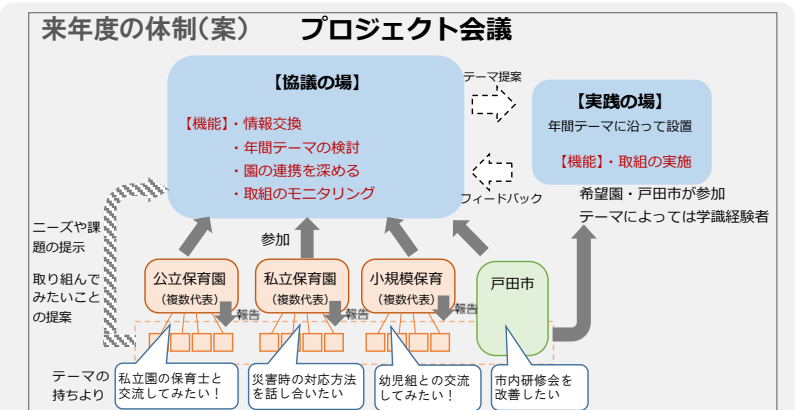 来年度の体制(案)　プロジェクト会議
【協議の場】
【機能】・情報交換
・年間テーマの検討
・園の連携を深める
・取組のモニタリング
テーマ提案
フィードバック
【実践の場】
年間テーマに沿って設置
【機能】・取組の実施
希望園・戸田市が参加
テーマによっては学識経験者
ニーズや課
題の提示
取り組んで
みたいこと
の提案
参加
公立保育園
(複数代表)
私立保育園
(複数代表)
小規模保育
(複数代表)
戸田市
報告
報告
報告
テーマの
持ちより
私立園の保育士と
交流してみたい！
災害時の対応方法
を話し合いたい
幼児組との交流
してみたい！
市内研修会を
改善したい